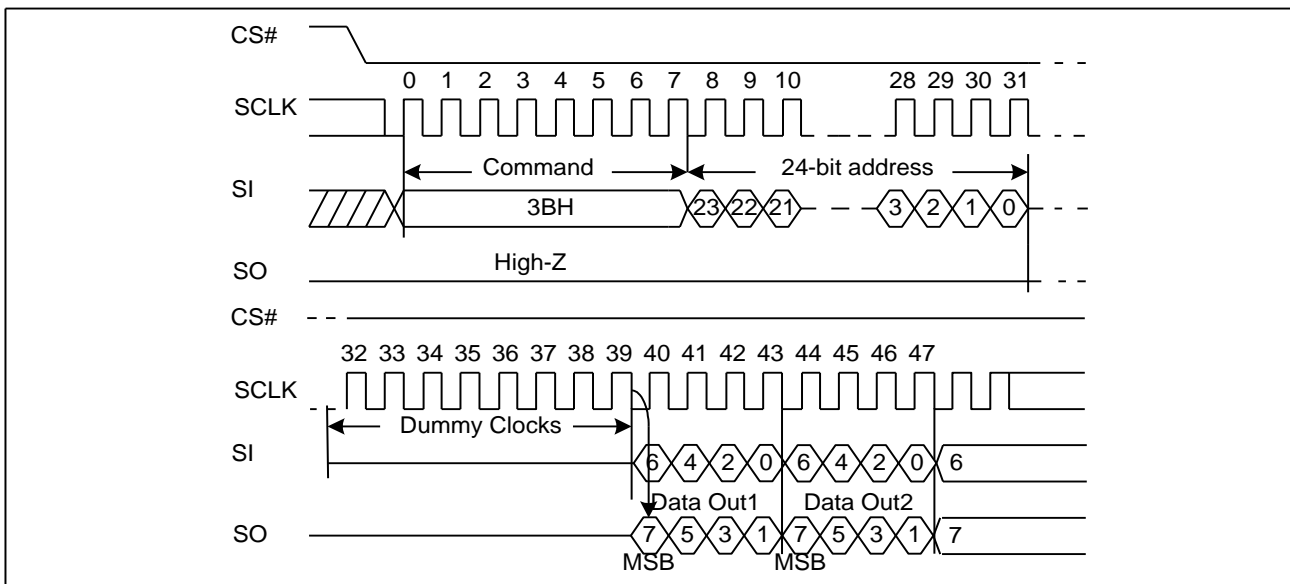 CS#
0 1 2 3 4 5 6 7 8 9 10 28 29 30 31
SCLK
Command 24-bit address
SI
3BH 23 22 21 3 2 1 0
High-Z
SO
CS#
32 33 34 35 36 37 38 39 40 41 42 43 44 45 46 47
SCLK
Dummy Clocks
SI 6 4 2 0 6 4 2 0 6
Data Out1 Data Out2
SO 7 5 3 1 7 5 3 1 7
MSB MSB